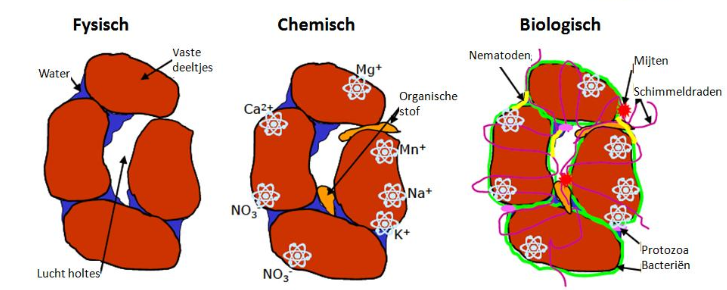 Fysisch
Vaste
deeltjes
Water
Lucht holtes
Chemisch
Mg⁺
Organische
stof
Ca²⁺
Mn⁺
Na⁺
NO₃⁻
K⁺
NO₃⁻
Biologisch
Nematoden
Mijten
Schimmeldraden
Protozoa
Bacteriën